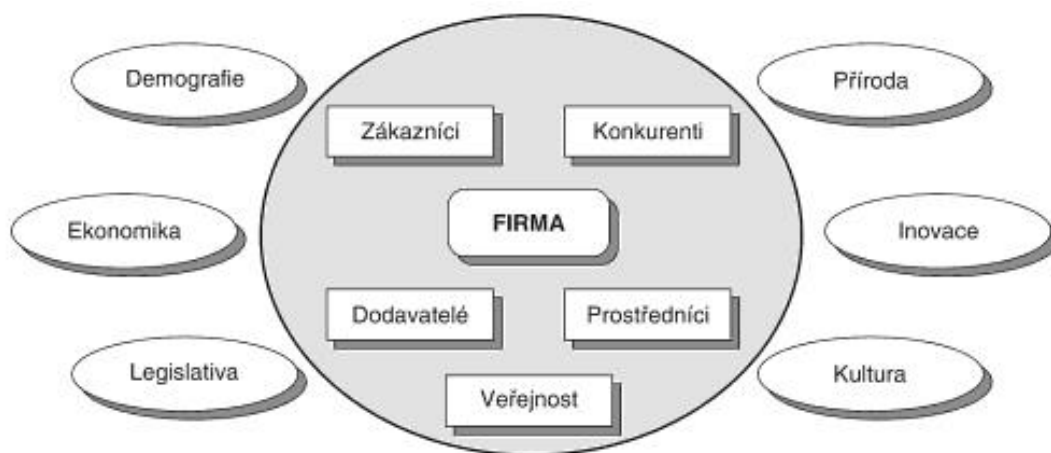 Demografie
Příroda
Zákazníci
Konkurenti
Ekonomika
FIRMA
Inovace
Dodavatelé
Prostředníci
Legislativa
Kultura
Veřejnost